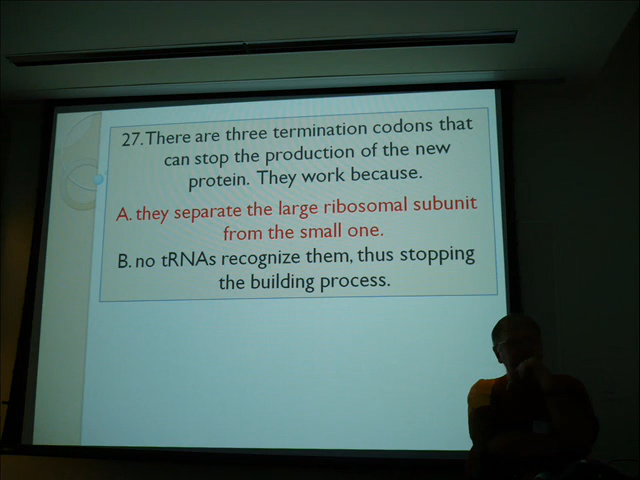 27. There are three termination codons that
can stop the production of the new
protein. They work because.
A. they separate the large ribosomal subunit
from the small one.
B. no tRNAs recognize them, thus stopping
the building process.